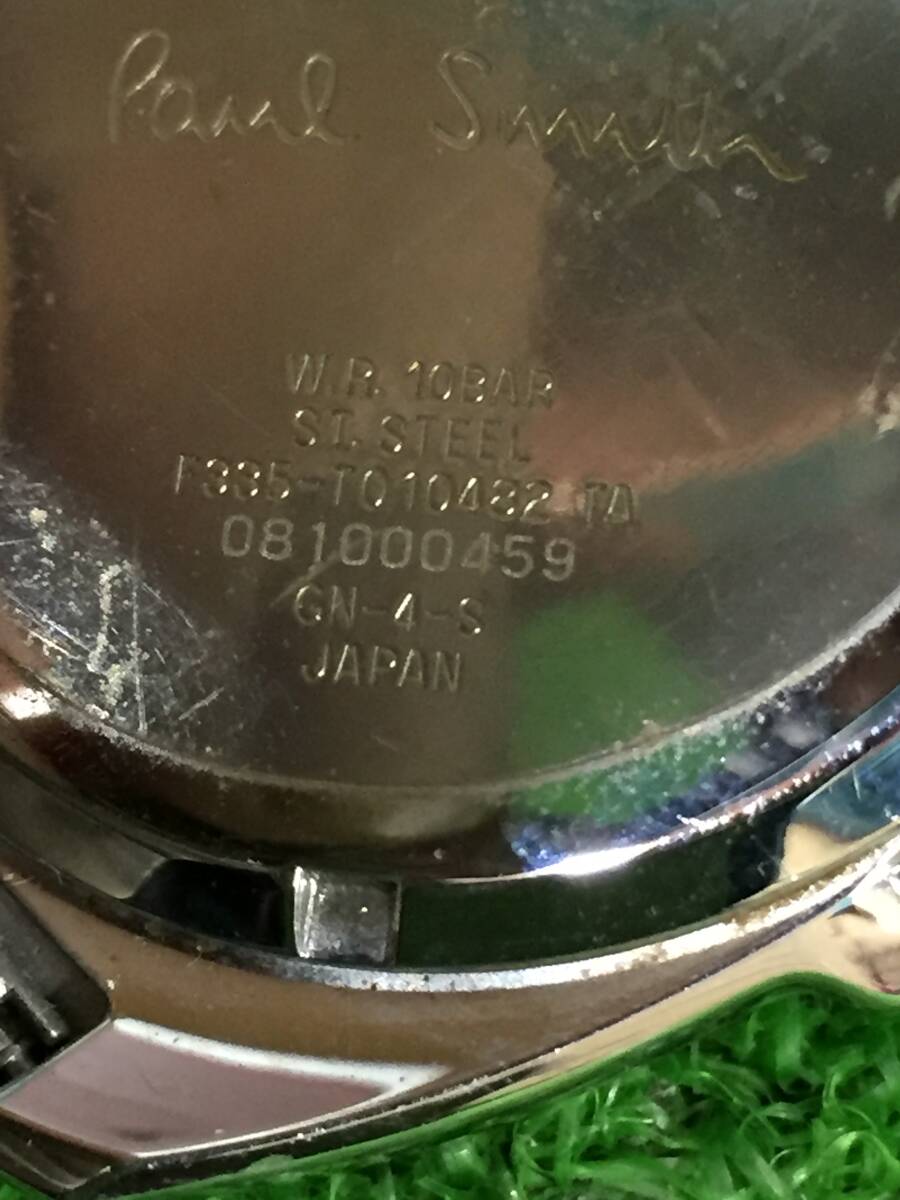 Paul Smith
W.R. 10BAR
ST. STEEL
F335-T010482 TA
081000459
GN-4-S
JAPAN